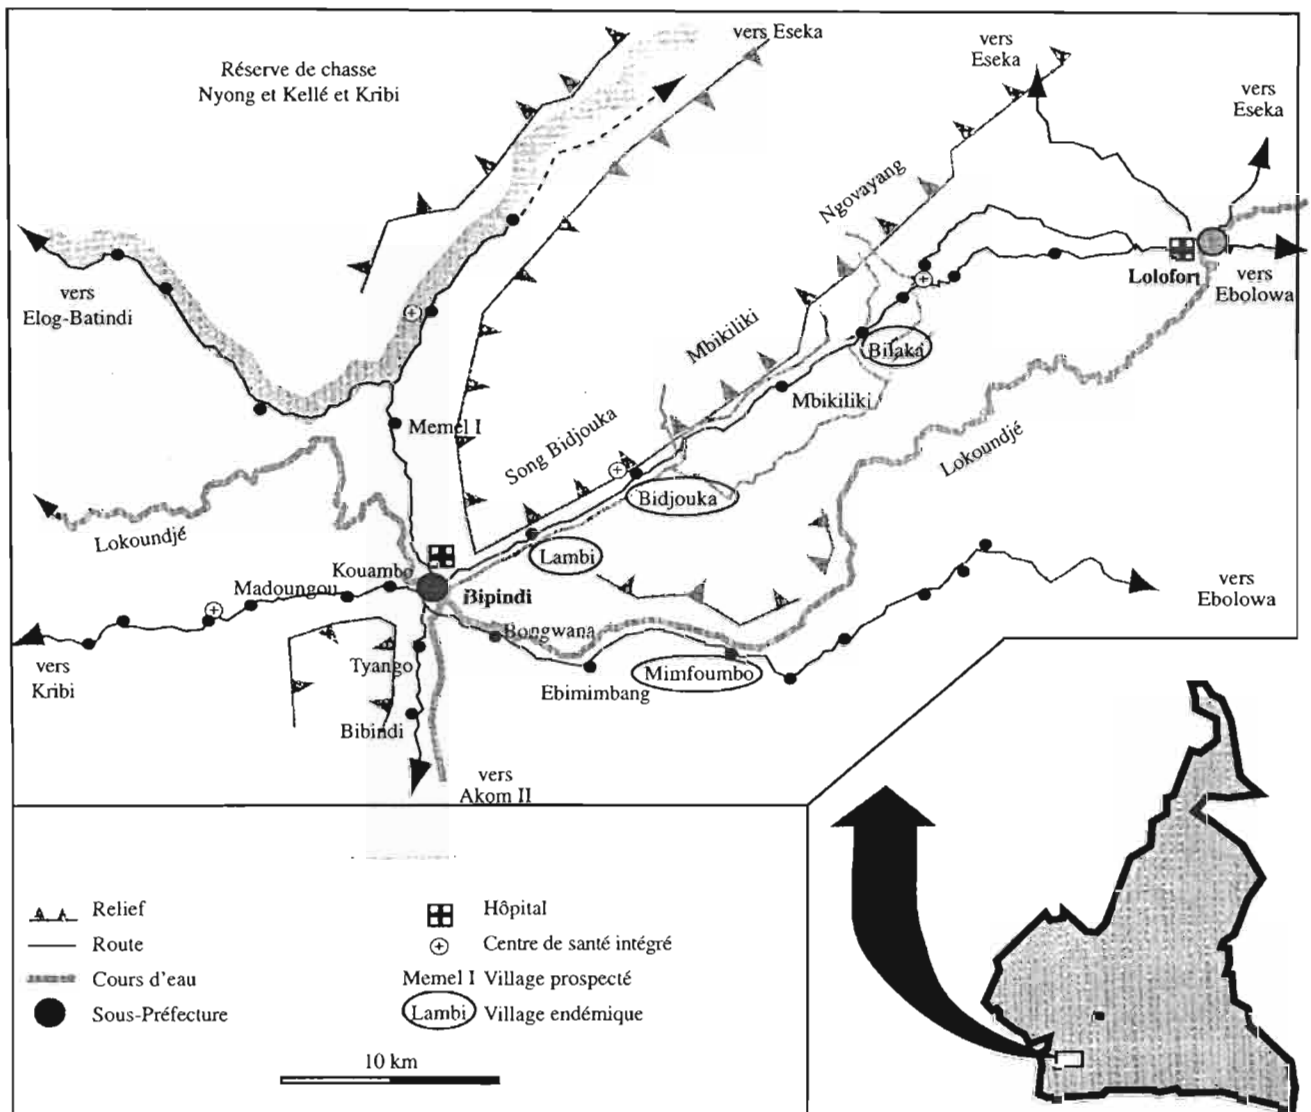 Réserve de chasse
Nyong et Kellé et Kribi
vers Eseka
vers
Eseka
vers
Eseka
Ngovayang
vers
Elog-Batindi
Lolofort
vers
Ebolowa
Mbikiliki
Bilaka
Mbikiliki
Memel I
Song Bidjouka
Lokoundjé
Bidjouka
Lokoundjé
Lambi
Kouambo
Madoungou
Bipindi
vers
Ebolowa
Bongwana
vers
Kribi
Tyango
Mimfoumbo
Ebimimbang
Bibindi
vers
Akom II
Relief
Route
Cours d'eau
Sous-Préfecture
Hôpital
Centre de santé intégré
Memel I Village prospecté
Lambi Village endémique
10 km